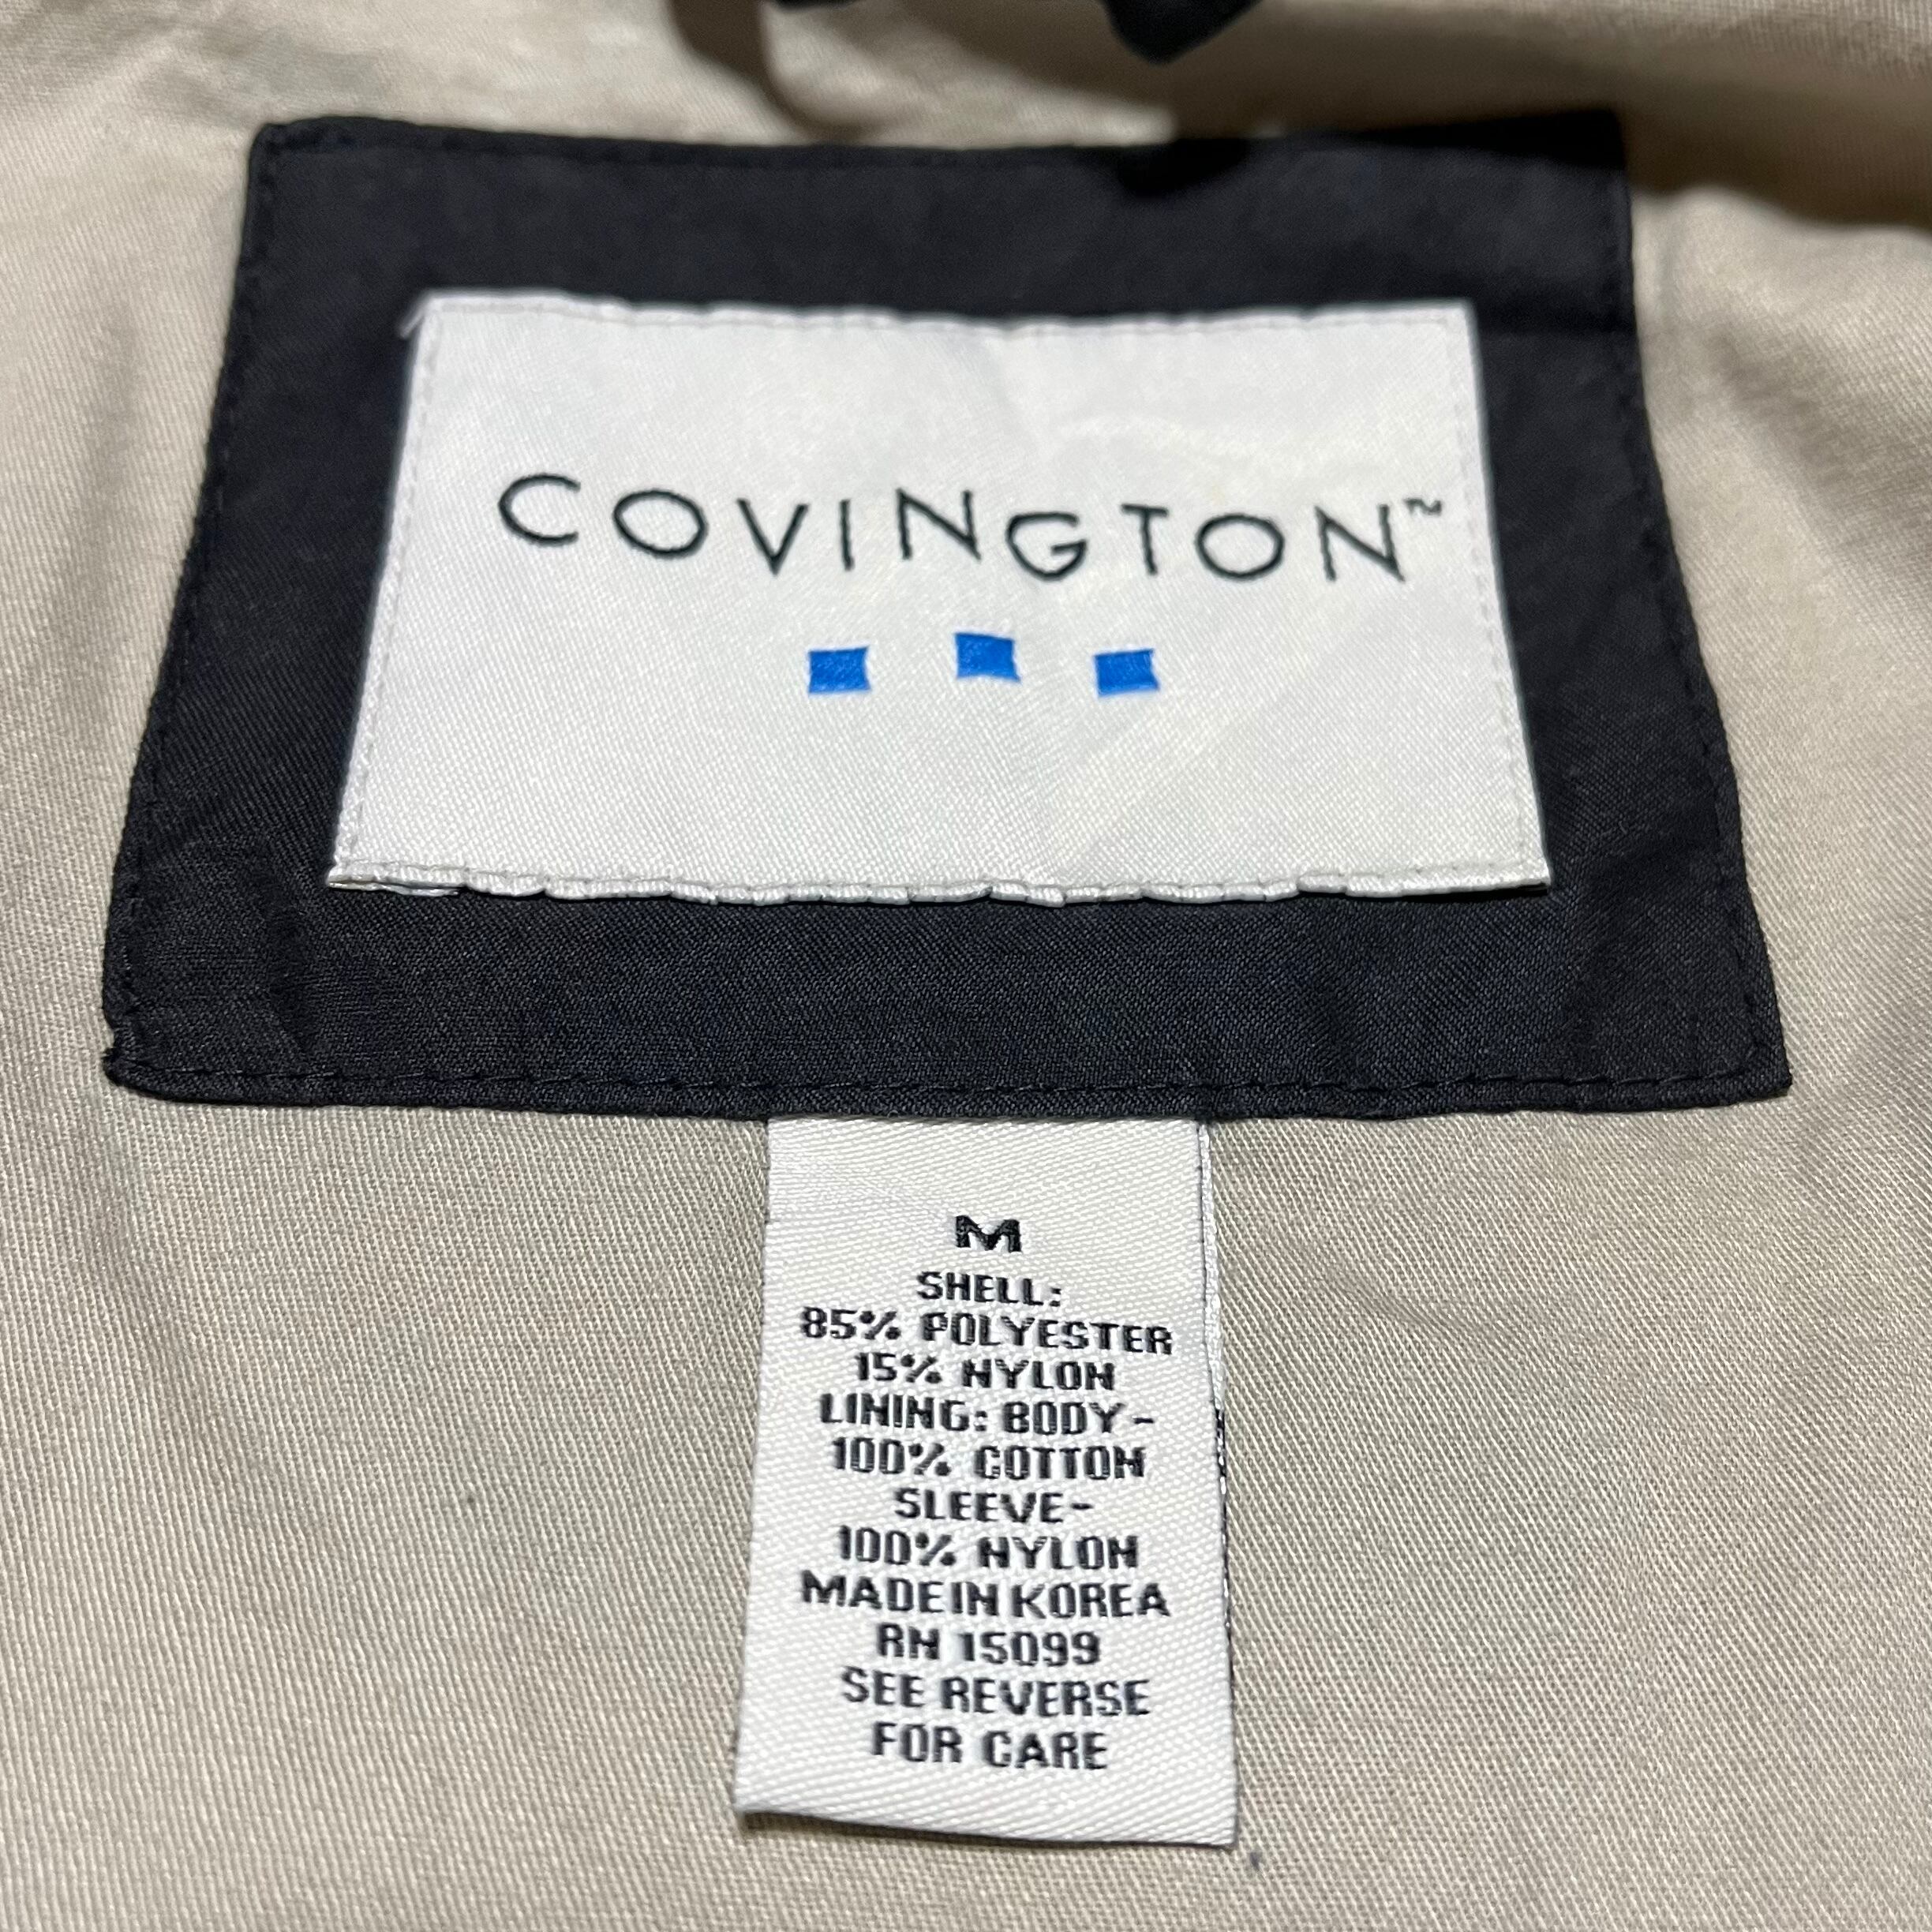 COVINGTON™
M
SHELL:
85% POLYESTER
15% NYLON
LINING: BODY-
100% COTTON
SLEEVE-
100% NYLON
MADE IN KOREA
RN 15099
SEE REVERSE
FOR CARE